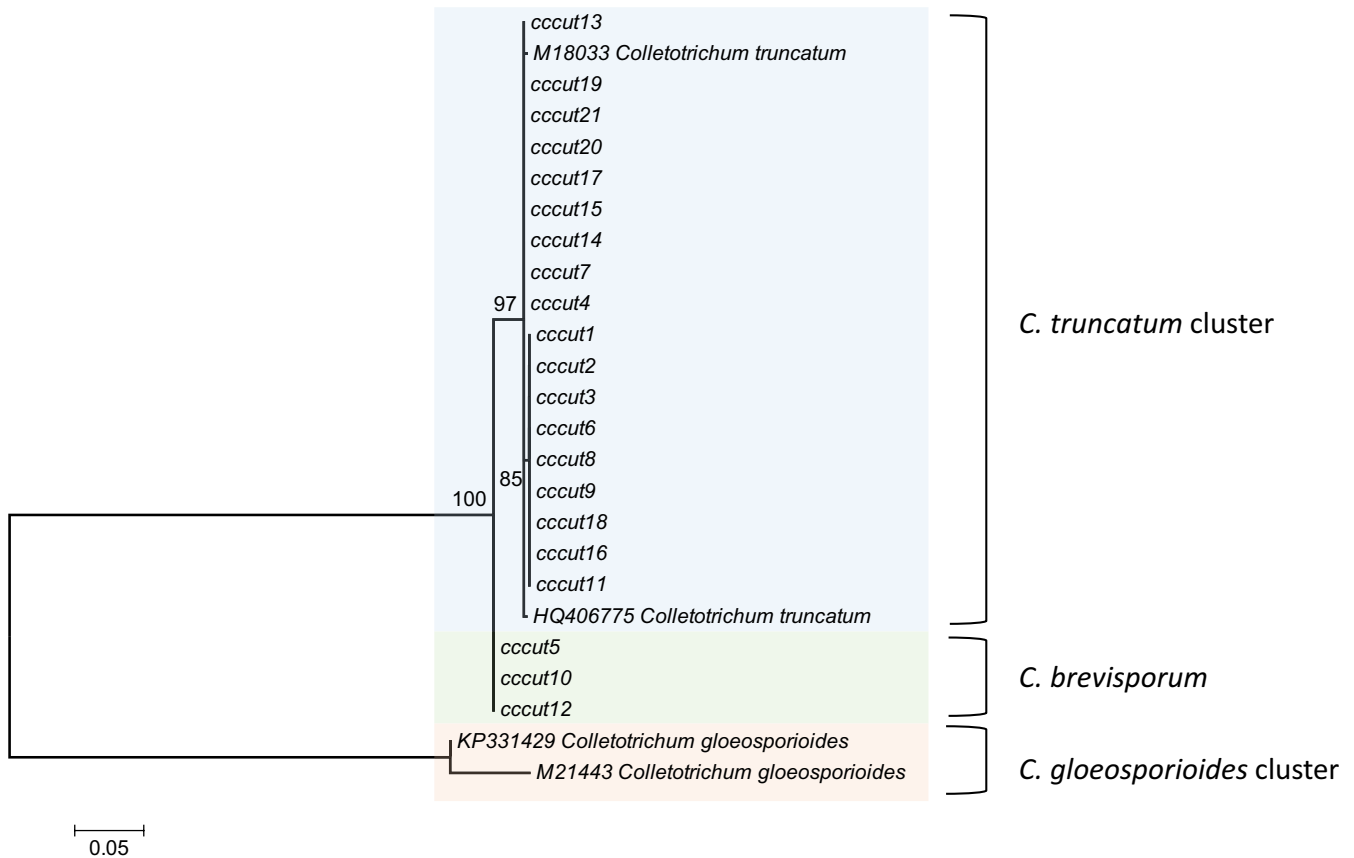 cccut13
M18033 Colletotrichum truncatum
cccut19
cccut21
cccut20
cccut17
cccut15
cccut14
cccut7
97
cccut4
cccut1
cccut2
cccut3
cccut6
cccut8
85
cccut9
100
cccut18
cccut16
cccut11
HQ406775 Colletotrichum truncatum
cccut5
cccut10
cccut12
KP331429 Colletotrichum gloeosporioides
M21443 Colletotrichum gloeosporioides
C. truncatum cluster
C. brevisporum
C. gloeosporioides cluster
0.05